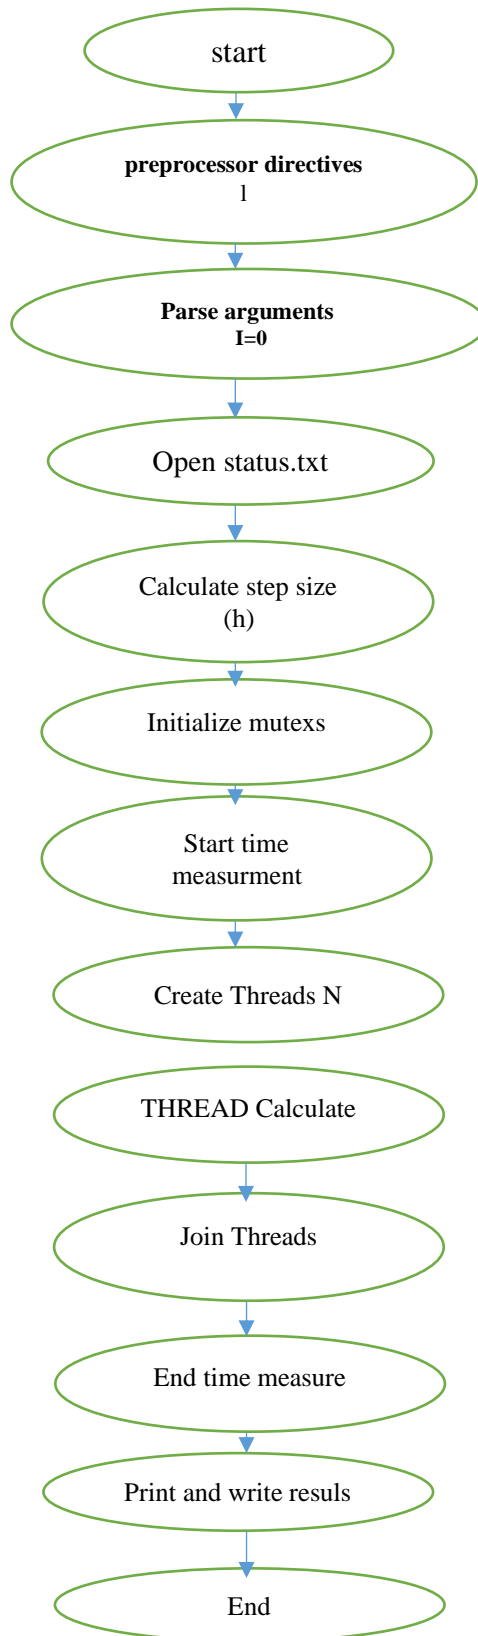 start
preprocessor directives
l
Parse arguments
I=0
Open status.txt
Calculate step size
(h)
Initialize mutexs
Start time
measurment
Create Threads N
THREAD Calculate
Join Threads
End time measure
Print and write resuls
End